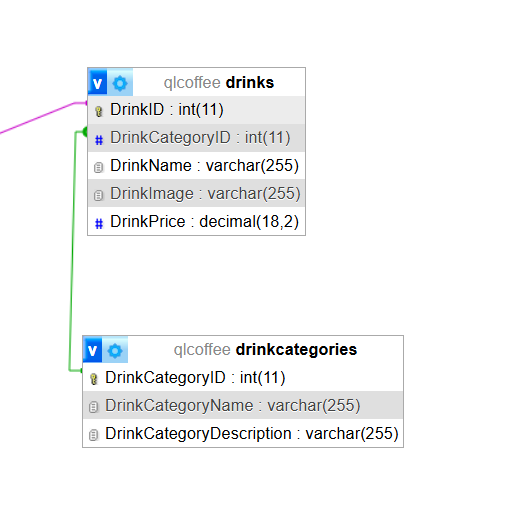 v qlcoffee drinks
DrinkID : int(11)
# DrinkCategoryID : int(11)
DrinkName : varchar(255)
DrinkImage : varchar(255)
# DrinkPrice : decimal(18,2)
v qlcoffee drinkcategories
DrinkCategoryID : int(11)
DrinkCategoryName : varchar(255)
DrinkCategoryDescription : varchar(255)